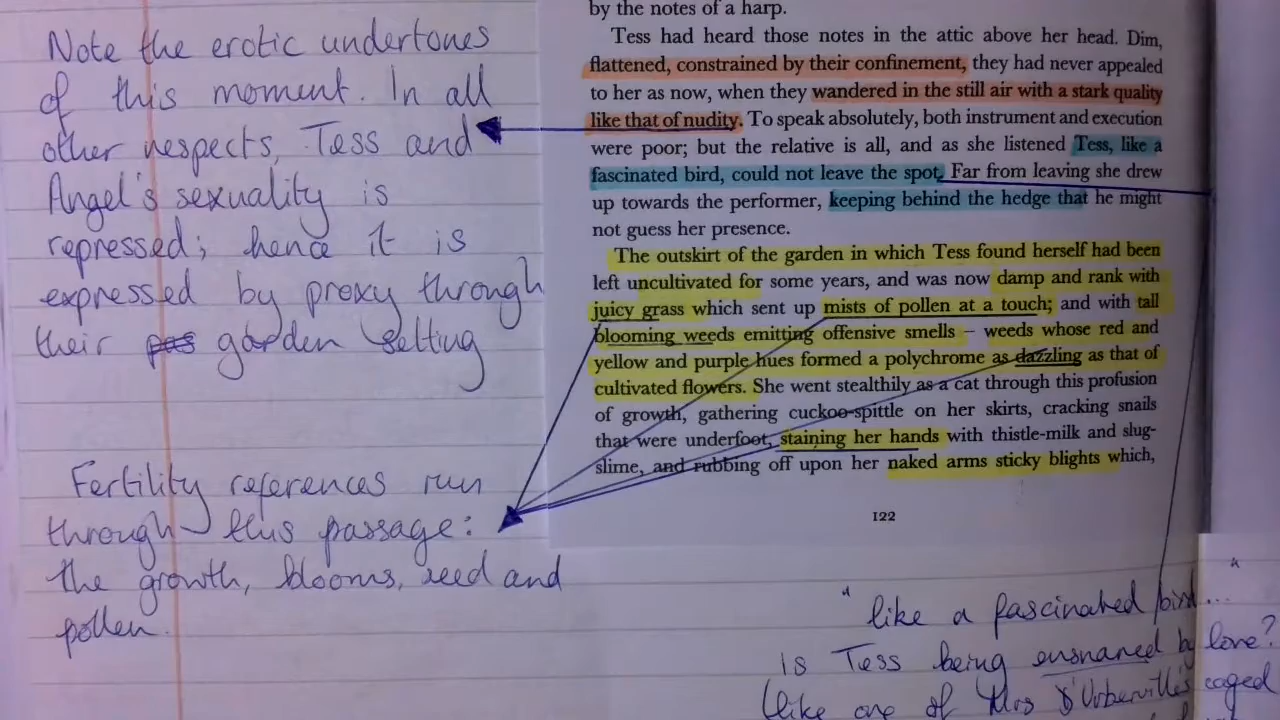 Note the erotic undertones
of this moment. In all
other respects, Tess and
Angel's sexuality is
repressed; hence it is
expressed by proxy through
their garden setting
Fertility references run
through this passage:
the growth, blooms, seed and
pollen.
by the notes of a harp.
Tess had heard those notes in the attic above her head. Dim,
flattened, constrained by their confinement, they had never appealed
to her as now, when they wandered in the still air with a stark quality
like that of nudity. To speak absolutely, both instrument and execution
were poor; but the relative is all, and as she listened Tess, like a
fascinated bird, could not leave the spot. Far from leaving she drew
up towards the performer, keeping behind the hedge that he might
not guess her presence.
The outskirt of the garden in which Tess found herself had been
left uncultivated for some years, and was now damp and rank with
juicy grass which sent up mists of pollen at a touch; and with tall
blooming weeds emitting offensive smells – weeds whose red and
yellow and purple hues formed a polychrome as dazzling as that of
cultivated flowers. She went stealthily as a cat through this profusion
of growth, gathering cuckoo-spittle on her skirts, cracking snails
that were underfoot, staining her hands with thistle-milk and slug-
slime, and rubbing off upon her naked arms sticky blights which,
122
"like a fascinated bird... "
is Tess being ensnared by love?
Like one of Mrs D'Urberville's caged